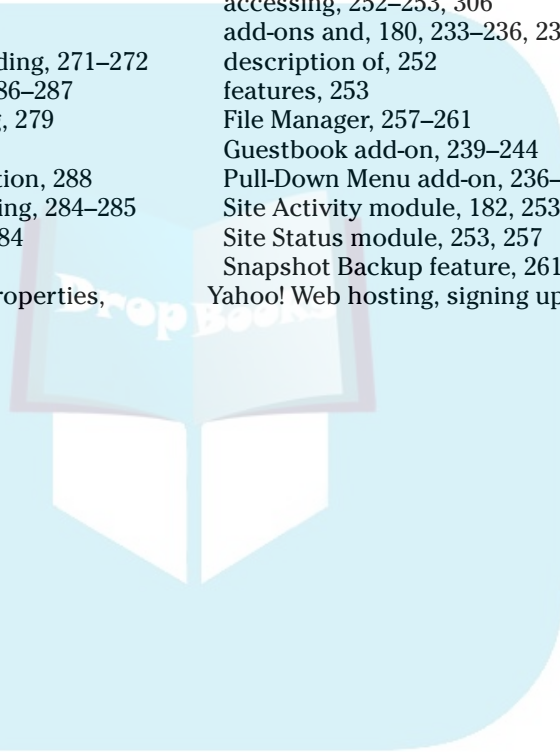 ding, 271–272
86–287
, 279
tion, 288
ing, 284–285
84
roperties,
accessing, 252–253, 306
add-ons and, 180, 233–236, 23
description of, 252
features, 253
File Manager, 257–261
Guestbook add-on, 239–244
Pull-Down Menu add-on, 236–
Site Activity module, 182, 253
Site Status module, 253, 257
Snapshot Backup feature, 261
Yahoo! Web hosting, signing up
DropBooks